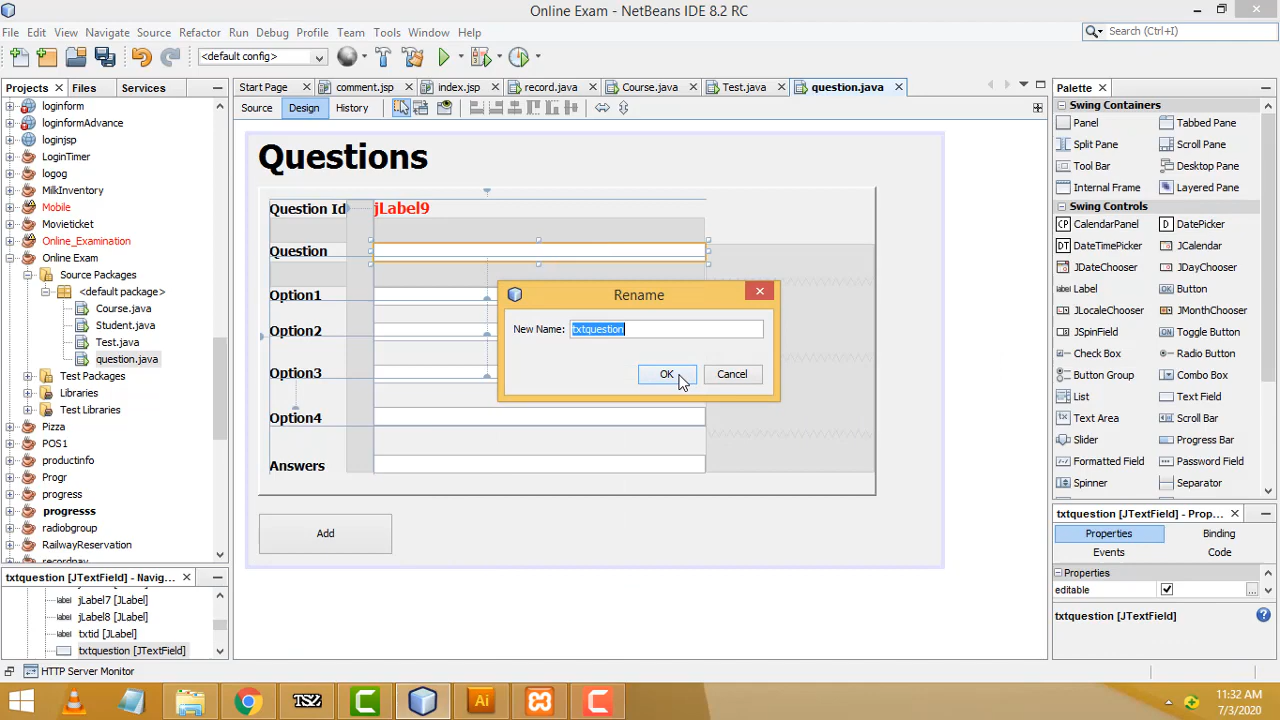 Online Exam - NetBeans IDE 8.2 RC
File Edit View Navigate Source Refactor Run Debug Profile Team Tools Window Help
Search (Ctrl+I)
<default config>
Projects Files Services
Start Page comment.jsp index.jsp record.java Course.java Test.java question.java
Palette
Source Design History
loginform
loginformAdvance
loginjsp
LoginTimer
logog
MilkInventory
Mobile
Movieticket
Online_Examination
Online Exam
Source Packages
<default package>
Course.java
Student.java
Test.java
question.java
Test Packages
Libraries
Test Libraries
Pizza
POS1
productinfo
Progr
progress
progresss
radiobgroup
RailwayReservation
recordnav
Questions
Question Id jLabel9
Question
Option1
Option2
Option3
Option4
Answers
Add
Rename
New Name: txtquestion
OK Cancel
Swing Containers
Panel Tabbed Pane
Split Pane Scroll Pane
Tool Bar Desktop Pane
Internal Frame Layered Pane
Swing Controls
CalendarPanel DatePicker
DateTimePicker JCalendar
JDateChooser JDayChooser
Label Button
JLocaleChooser JMonthChooser
JSpinField Toggle Button
Check Box Radio Button
Button Group Combo Box
List Text Field
Text Area Scroll Bar
Slider Progress Bar
Formatted Field Password Field
Spinner Separator
txtquestion [JTextField] - Prop...
Properties Binding
Events Code
Properties
editable
...
txtquestion [JTextField]
txtquestion [JTextField] - Navig...
jLabel7 [JLabel]
jLabel8 [JLabel]
txtid [JLabel]
txtquestion [JTextField]
HTTP Server Monitor
TS2
Ai
11:32 AM
7/3/2020